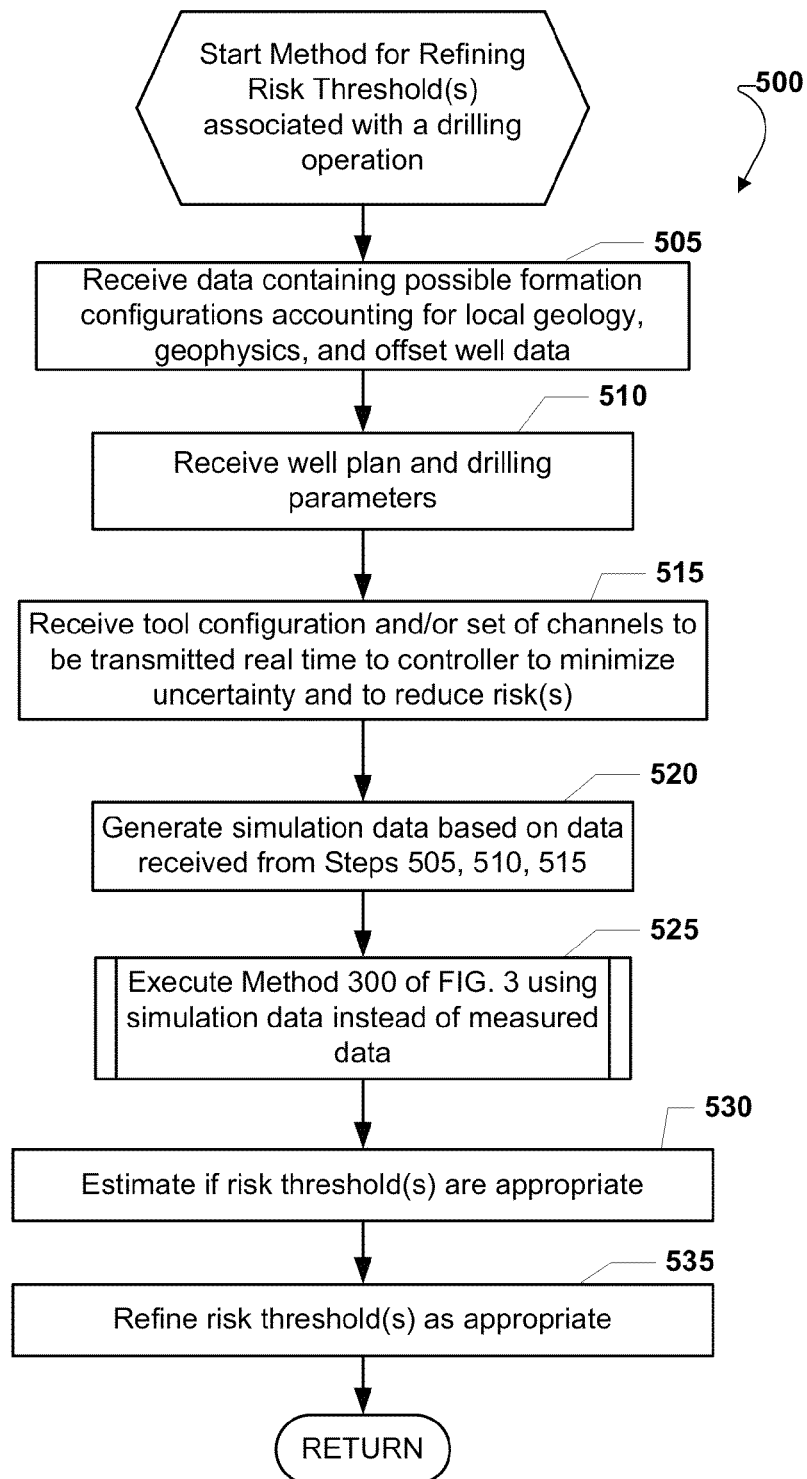 Start Method for Refining
Risk Threshold(s)
associated with a drilling
operation
500
505
Receive data containing possible formation
configurations accounting for local geology,
geophysics, and offset well data
510
Receive well plan and drilling
parameters
515
Receive tool configuration and/or set of channels to
be transmitted real time to controller to minimize
uncertainty and to reduce risk(s)
520
Generate simulation data based on data
received from Steps 505, 510, 515
525
Execute Method 300 of FIG. 3 using
simulation data instead of measured
data
530
Estimate if risk threshold(s) are appropriate
535
Refine risk threshold(s) as appropriate
RETURN